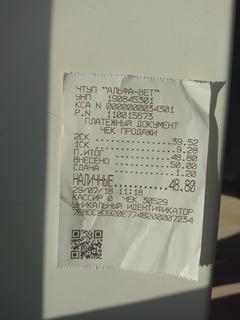 ЧТУП "АЛЬФА-ВЕТ"
УНП 190845301
КСА N 0000000034301
Р.N 110015673
ПЛАТЕЖНЫЙ ДОКУМЕНТ
ЧЕК ПРОДАЖИ
2СК ................. 39.52
1СК .................. 9.28
П.ИТОГ .............. 48.80
ВНЕСЕНО ............. 50.00
СДАЧА ................ 1.20
НАЛИЧНЫЕ ............ 48.80
29/07/18 11:18
КАССИР 0 ЧЕК 30529
УНИКАЛЬНЫЙ ИДЕНТИФИКАТОР